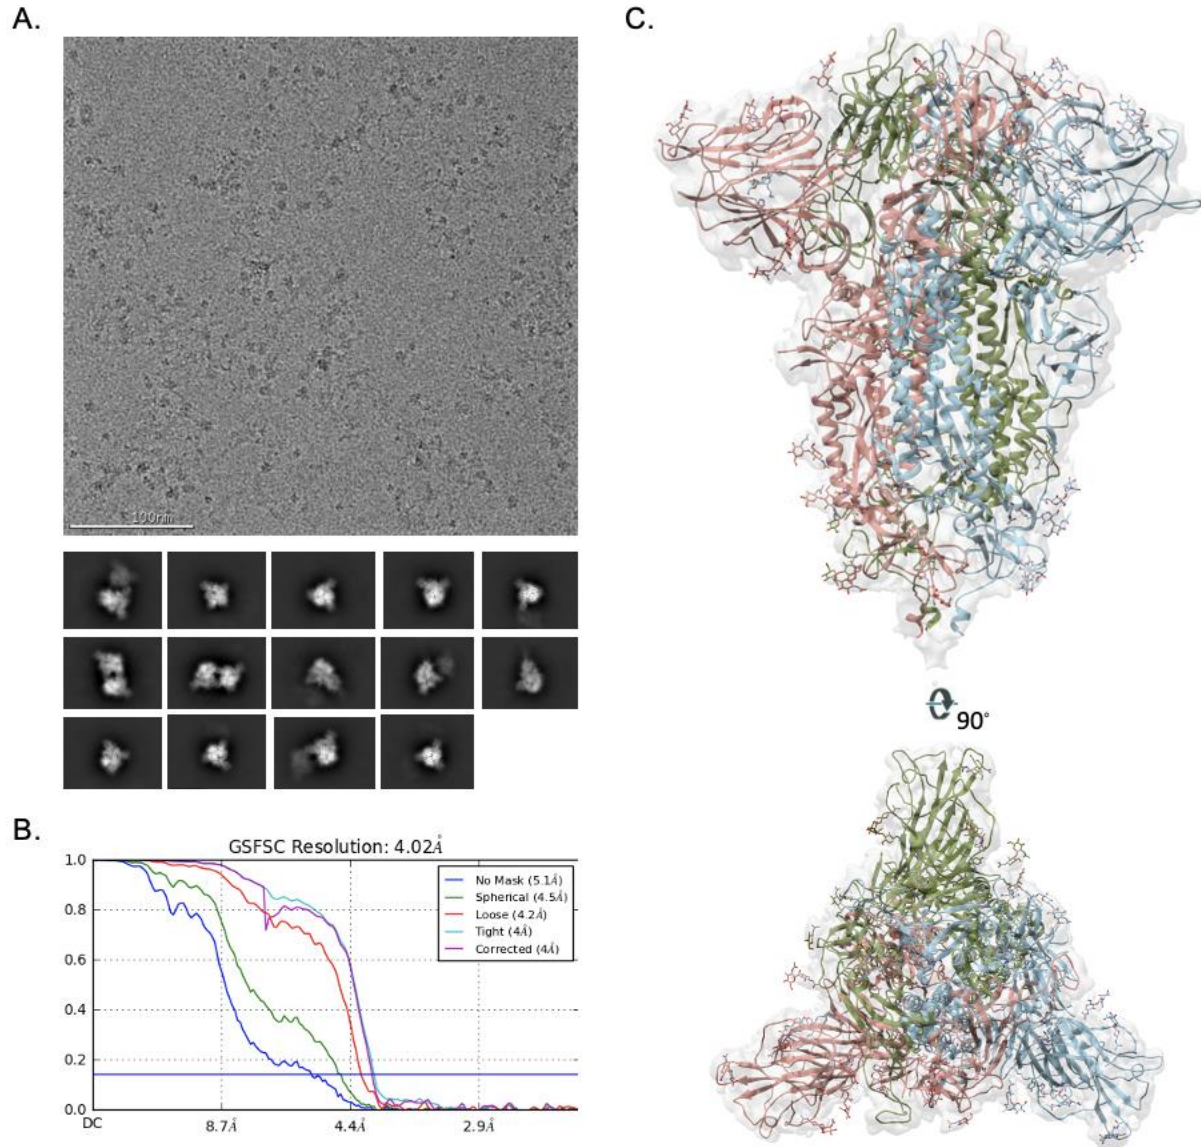 A.
C.
100nm
90°
B.
GSFSC Resolution: 4.02Å
1.0
0.8
0.6
0.4
0.2
0.0
No Mask (5.1Å)
Spherical (4.5Å)
Loose (4.2Å)
Tight (4Å)
Corrected (4Å)
DC
8.7Å
4.4Å
2.9Å